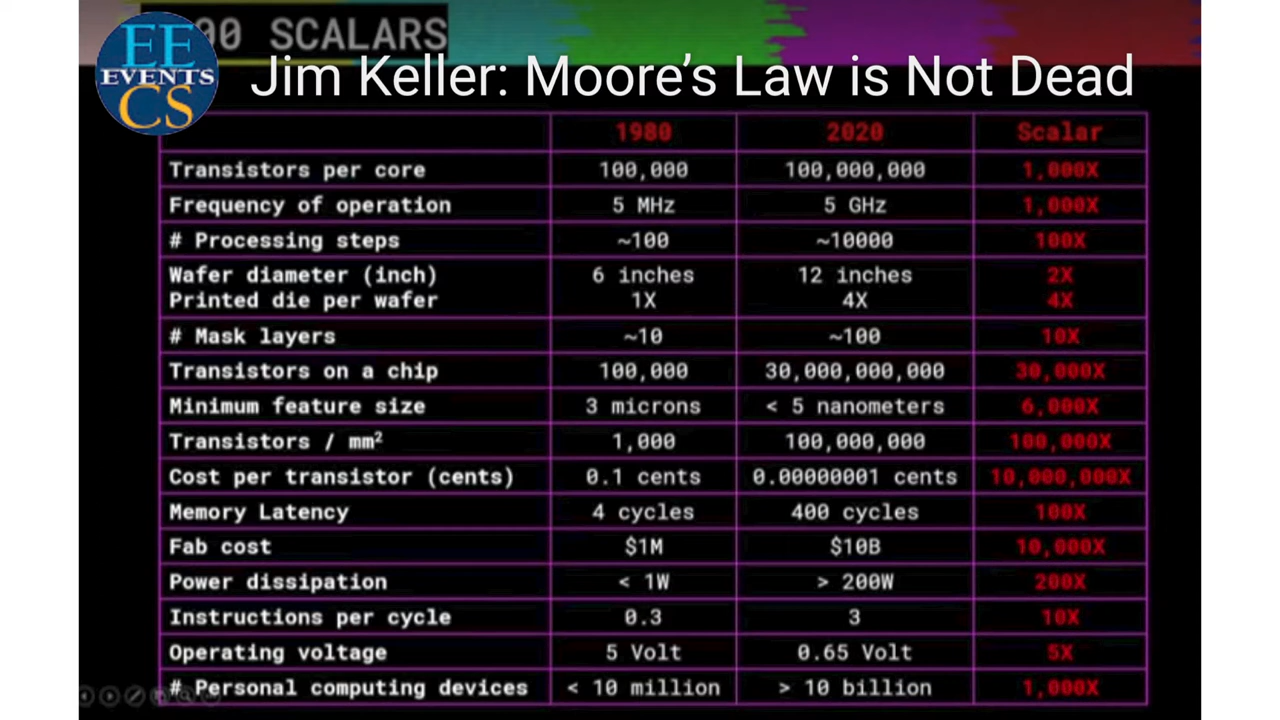 00 SCALARS
EE
EVENTS
CS
Jim Keller: Moore’s Law is Not Dead
1980 2020 Scalar
Transistors per core 100,000 100,000,000 1,000X
Frequency of operation 5 MHz 5 GHz 1,000X
# Processing steps ~100 ~10000 100X
Wafer diameter (inch) 6 inches 12 inches 2X
Printed die per wafer 1X 4X 4X
# Mask layers ~10 ~100 10X
Transistors on a chip 100,000 30,000,000,000 30,000X
Minimum feature size 3 microns < 5 nanometers 6,000X
Transistors / mm² 1,000 100,000,000 100,000X
Cost per transistor (cents) 0.1 cents 0.00000001 cents 10,000,000X
Memory Latency 4 cycles 400 cycles 100X
Fab cost $1M $10B 10,000X
Power dissipation < 1W > 200W 200X
Instructions per cycle 0.3 3 10X
Operating voltage 5 Volt 0.65 Volt 5X
# Personal computing devices < 10 million > 10 billion 1,000X